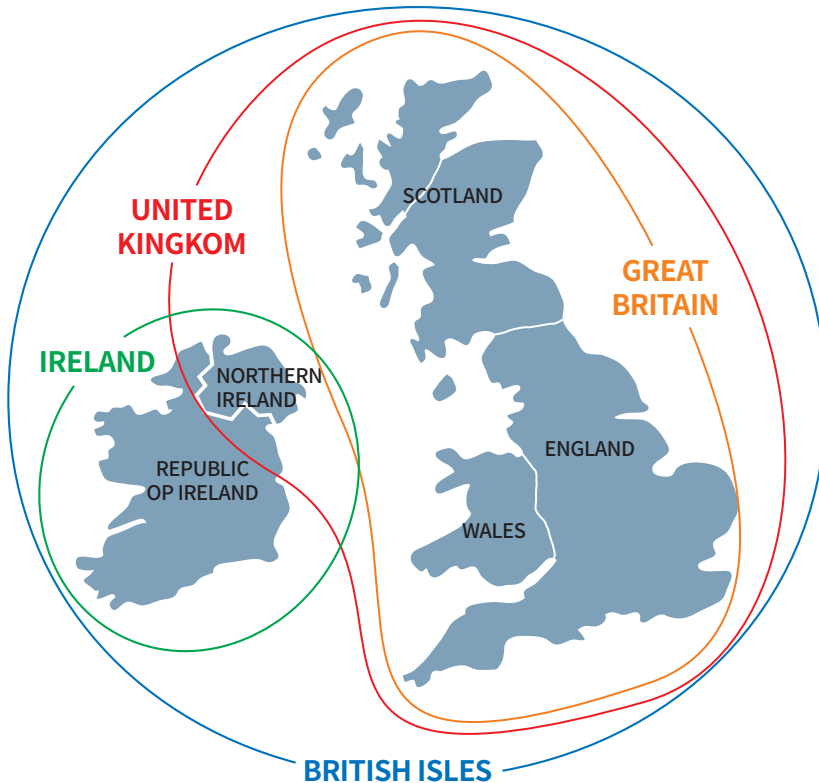 SCOTLAND
UNITED
KINGKOM
GREAT
BRITAIN
IRELAND
NORTHERN
IRELAND
ENGLAND
REPUBLIC
OP IRELAND
WALES
BRITISH ISLES